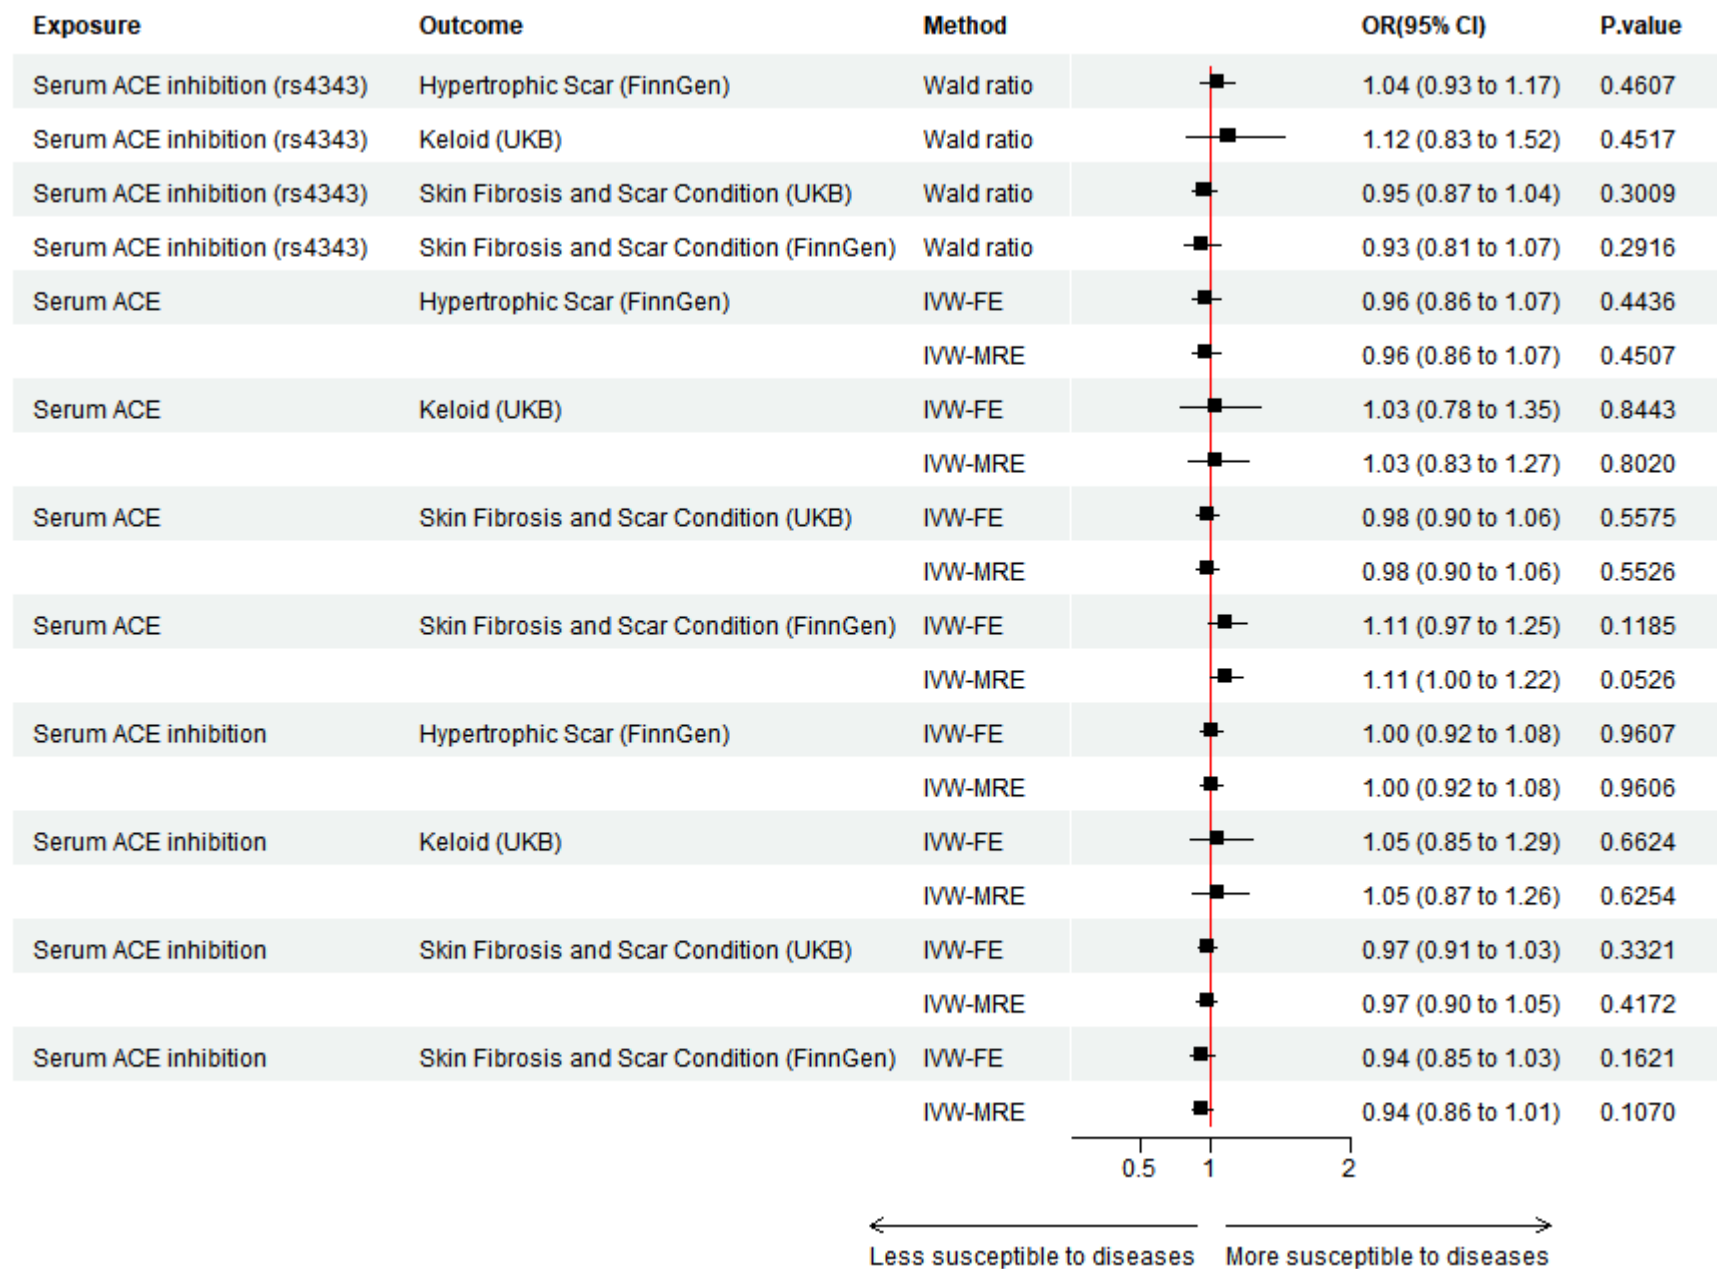 Exposure Outcome Method OR(95% CI) P.value
Serum ACE inhibition (rs4343) Hypertrophic Scar (FinnGen) Wald ratio 1.04 (0.93 to 1.17) 0.4607
Serum ACE inhibition (rs4343) Keloid (UKB) Wald ratio 1.12 (0.83 to 1.52) 0.4517
Serum ACE inhibition (rs4343) Skin Fibrosis and Scar Condition (UKB) Wald ratio 0.95 (0.87 to 1.04) 0.3009
Serum ACE inhibition (rs4343) Skin Fibrosis and Scar Condition (FinnGen) Wald ratio 0.93 (0.81 to 1.07) 0.2916
Serum ACE Hypertrophic Scar (FinnGen) IVW-FE 0.96 (0.86 to 1.07) 0.4436
IVW-MRE 0.96 (0.86 to 1.07) 0.4507
Serum ACE Keloid (UKB) IVW-FE 1.03 (0.78 to 1.35) 0.8443
IVW-MRE 1.03 (0.83 to 1.27) 0.8020
Serum ACE Skin Fibrosis and Scar Condition (UKB) IVW-FE 0.98 (0.90 to 1.06) 0.5575
IVW-MRE 0.98 (0.90 to 1.06) 0.5526
Serum ACE Skin Fibrosis and Scar Condition (FinnGen) IVW-FE 1.11 (0.97 to 1.25) 0.1185
IVW-MRE 1.11 (1.00 to 1.22) 0.0526
Serum ACE inhibition Hypertrophic Scar (FinnGen) IVW-FE 1.00 (0.92 to 1.08) 0.9607
IVW-MRE 1.00 (0.92 to 1.08) 0.9606
Serum ACE inhibition Keloid (UKB) IVW-FE 1.05 (0.85 to 1.29) 0.6624
IVW-MRE 1.05 (0.87 to 1.26) 0.6254
Serum ACE inhibition Skin Fibrosis and Scar Condition (UKB) IVW-FE 0.97 (0.91 to 1.03) 0.3321
IVW-MRE 0.97 (0.90 to 1.05) 0.4172
Serum ACE inhibition Skin Fibrosis and Scar Condition (FinnGen) IVW-FE 0.94 (0.85 to 1.03) 0.1621
IVW-MRE 0.94 (0.86 to 1.01) 0.1070
0.5 1 2
Less susceptible to diseases More susceptible to diseases